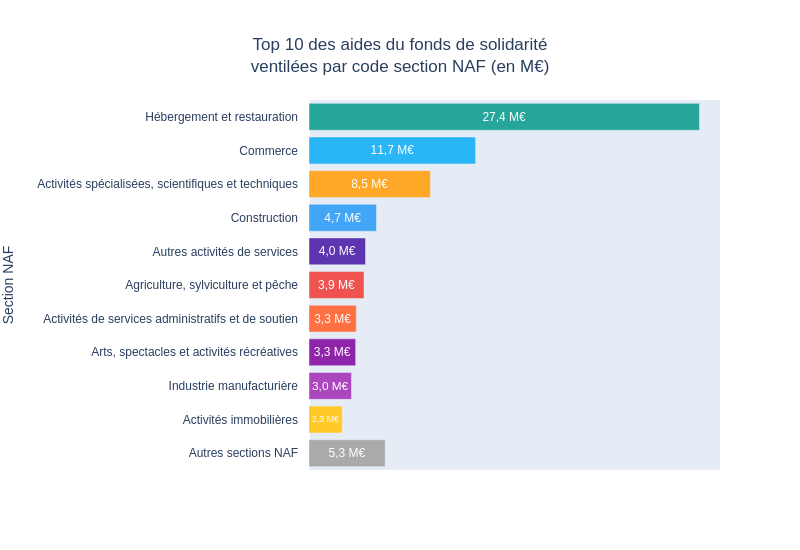 Top 10 des aides du fonds de solidarité
ventilées par code section NAF (en M€)
Section NAF
Hébergement et restauration 27,4 M€
Commerce 11,7 M€
Activités spécialisées, scientifiques et techniques 8,5 M€
Construction 4,7 M€
Autres activités de services 4,0 M€
Agriculture, sylviculture et pêche 3,9 M€
Activités de services administratifs et de soutien 3,3 M€
Arts, spectacles et activités récréatives 3,3 M€
Industrie manufacturière 3,0 M€
Activités immobilières 2,3 M€
Autres sections NAF 5,3 M€